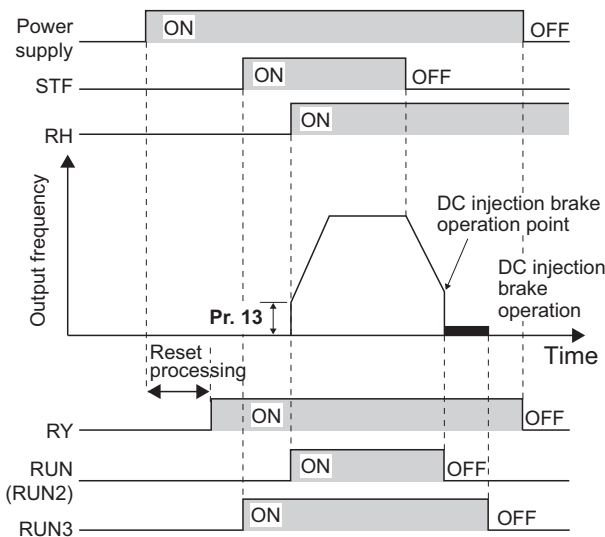 Power
supply
ON
OFF
STF
ON
OFF
RH
ON
Output frequency
DC injection brake
operation point
DC injection
brake
operation
Pr. 13
Time
Reset
processing
RY
ON
OFF
RUN
(RUN2)
ON
OFF
RUN3
ON
OFF